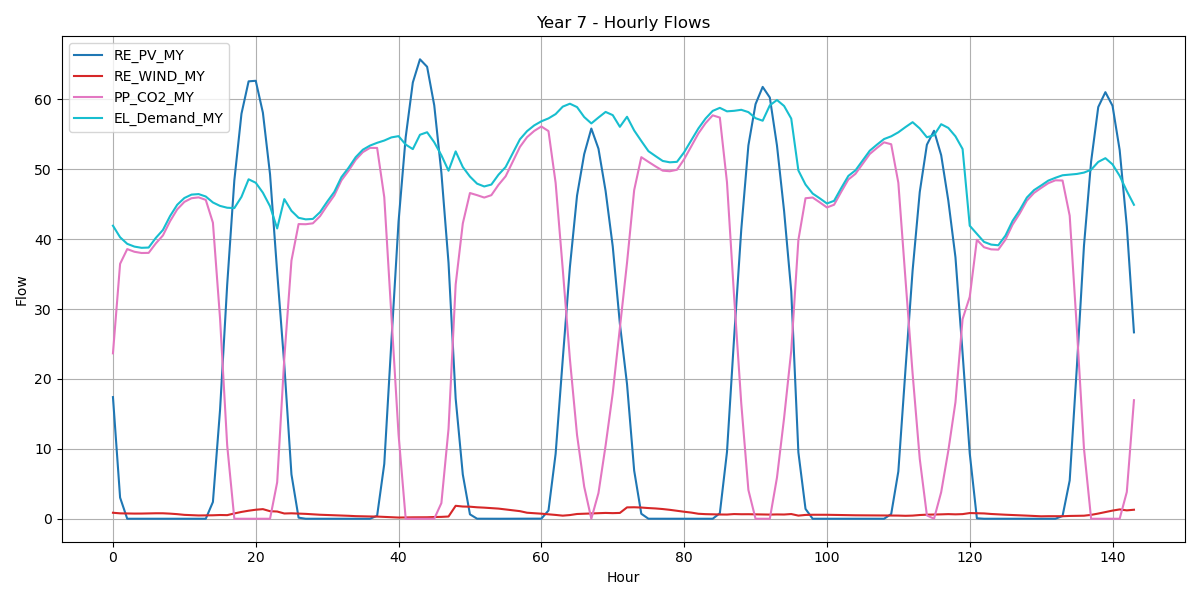 Year 7 - Hourly Flows
RE_PV_MY
RE_WIND_MY
PP_CO2_MY
EL_Demand_MY
60
50
40
30
20
10
0
Flow
0 20 40 60 80 100 120 140
Hour